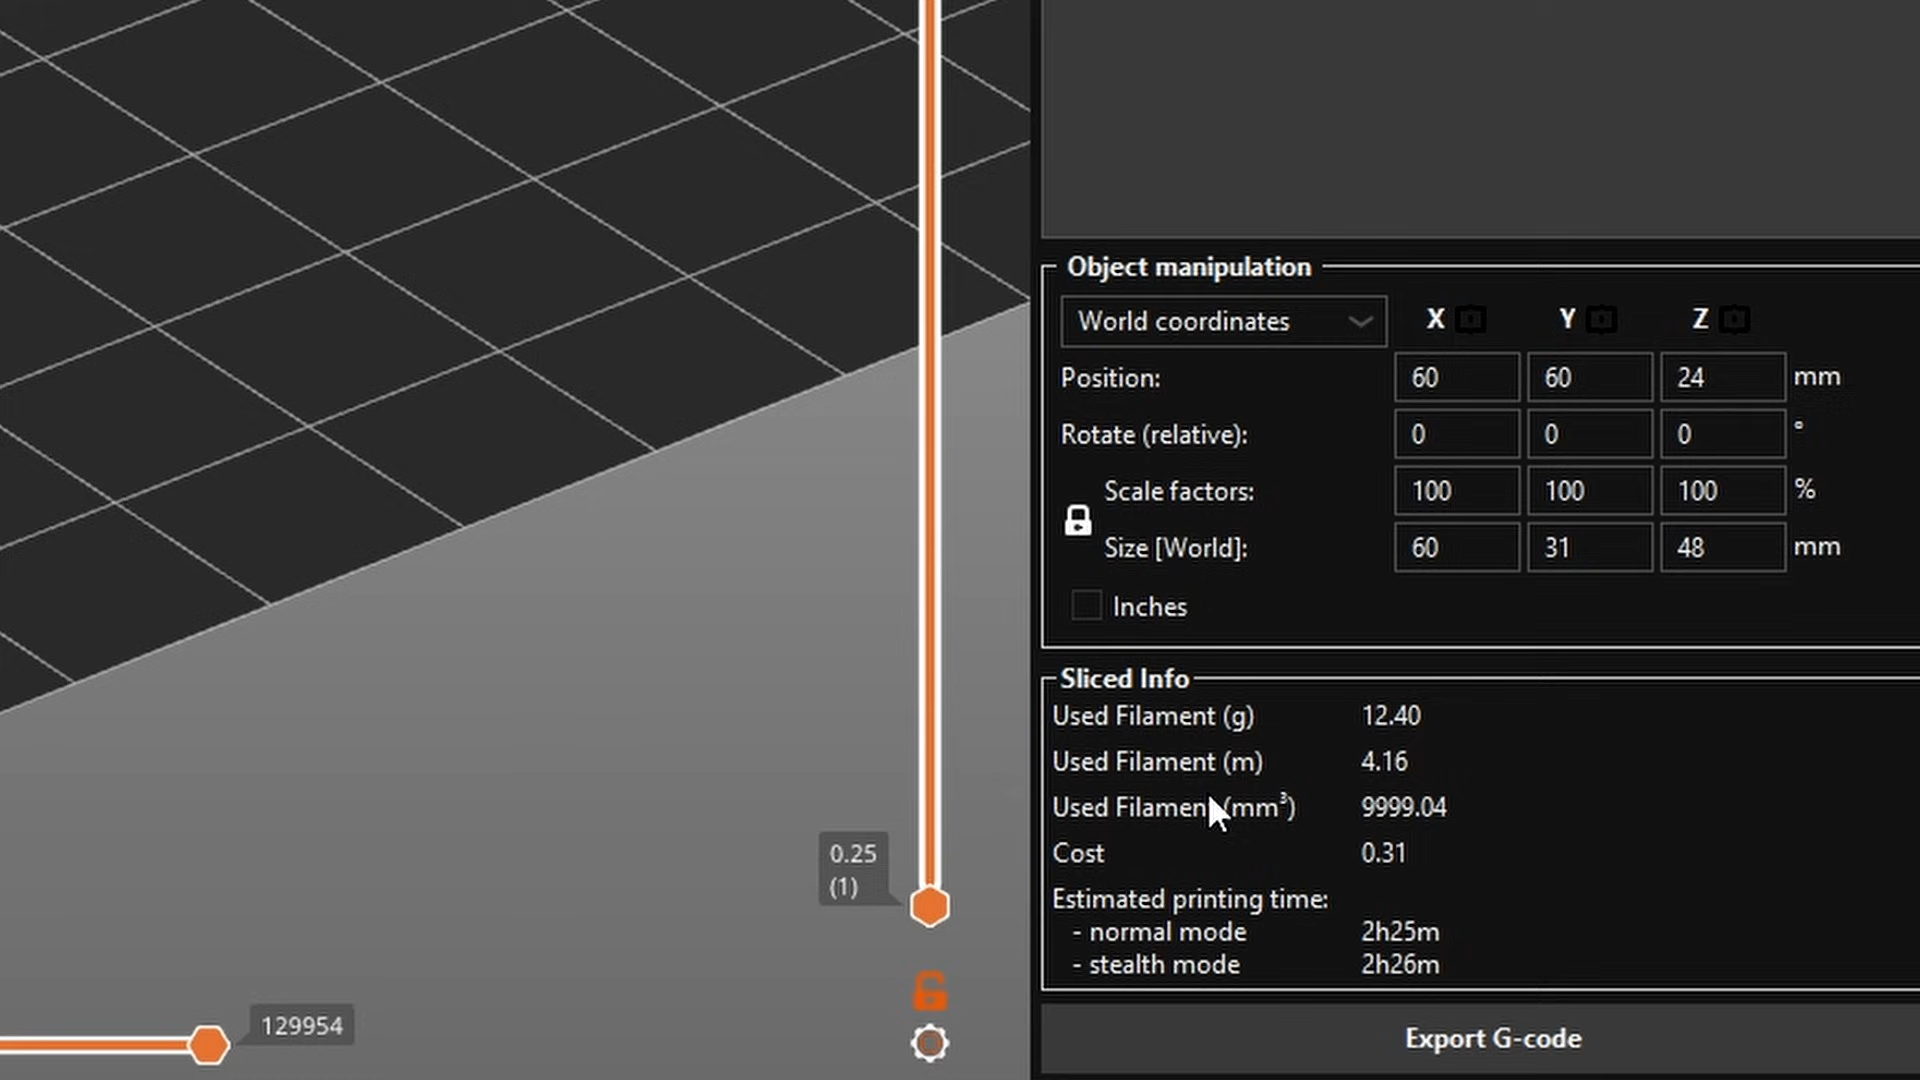 Object manipulation
World coordinates X Y Z
Position: 60 60 24 mm
Rotate (relative): 0 0 0 °
Scale factors: 100 100 100 %
Size [World]: 60 31 48 mm
Inches
Sliced Info
Used Filament (g) 12.40
Used Filament (m) 4.16
Used Filament (mm³) 9999.04
Cost 0.31
Estimated printing time:
- normal mode 2h25m
- stealth mode 2h26m
Export G-code
0.25
(1)
129954